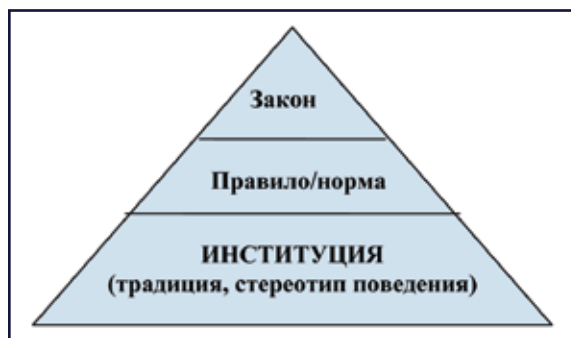 Закон
Правило/норма
ИНСТИТУЦИЯ
(традиция, стереотип поведения)